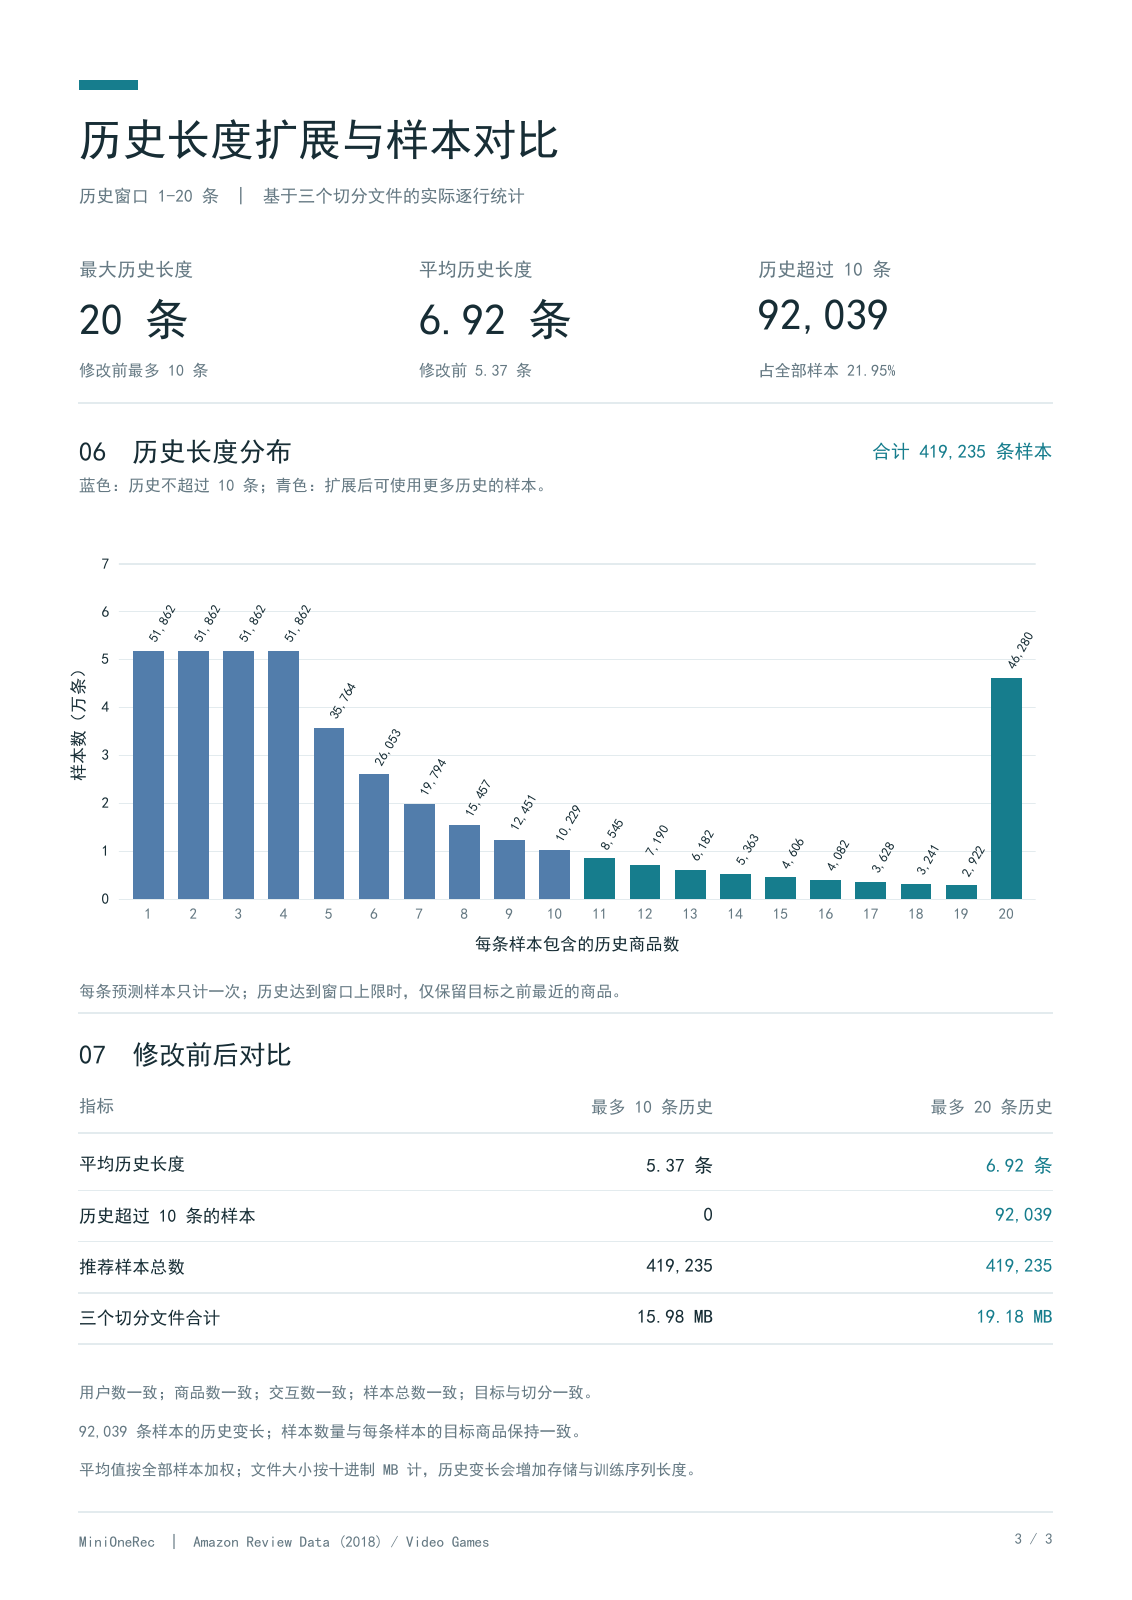 历史长度扩展与样本对比
历史窗口 1-20 条 | 基于三个切分文件的实际逐行统计
最大历史长度 平均历史长度 历史超过 10 条
20 条 6.92 条 92,039
修改前最多 10 条 修改前 5.37 条 占全部样本 21.95%
06 历史长度分布 合计 419,235 条样本
蓝色：历史不超过 10 条；青色：扩展后可使用更多历史的样本。
样本数（万条）
7
6
5
4
3
2
1
0
51,862 51,862 51,862 51,862 35,764 26,053 19,794 15,457 12,451 10,229 8,545 7,190 6,182 5,363 4,606 4,082 3,628 3,241 2,922 46,280
1 2 3 4 5 6 7 8 9 10 11 12 13 14 15 16 17 18 19 20
每条样本包含的历史商品数
每条预测样本只计一次；历史达到窗口上限时，仅保留目标之前最近的商品。
07 修改前后对比
指标 最多 10 条历史 最多 20 条历史
平均历史长度 5.37 条 6.92 条
历史超过 10 条的样本 0 92,039
推荐样本总数 419,235 419,235
三个切分文件合计 15.98 MB 19.18 MB
用户数一致；商品数一致；交互数一致；样本总数一致；目标与切分一致。
92,039 条样本的历史变长；样本数量与每条样本的目标商品保持一致。
平均值按全部样本加权；文件大小按十进制 MB 计，历史变长会增加存储与训练序列长度。
MiniOneRec | Amazon Review Data (2018) / Video Games 3 / 3